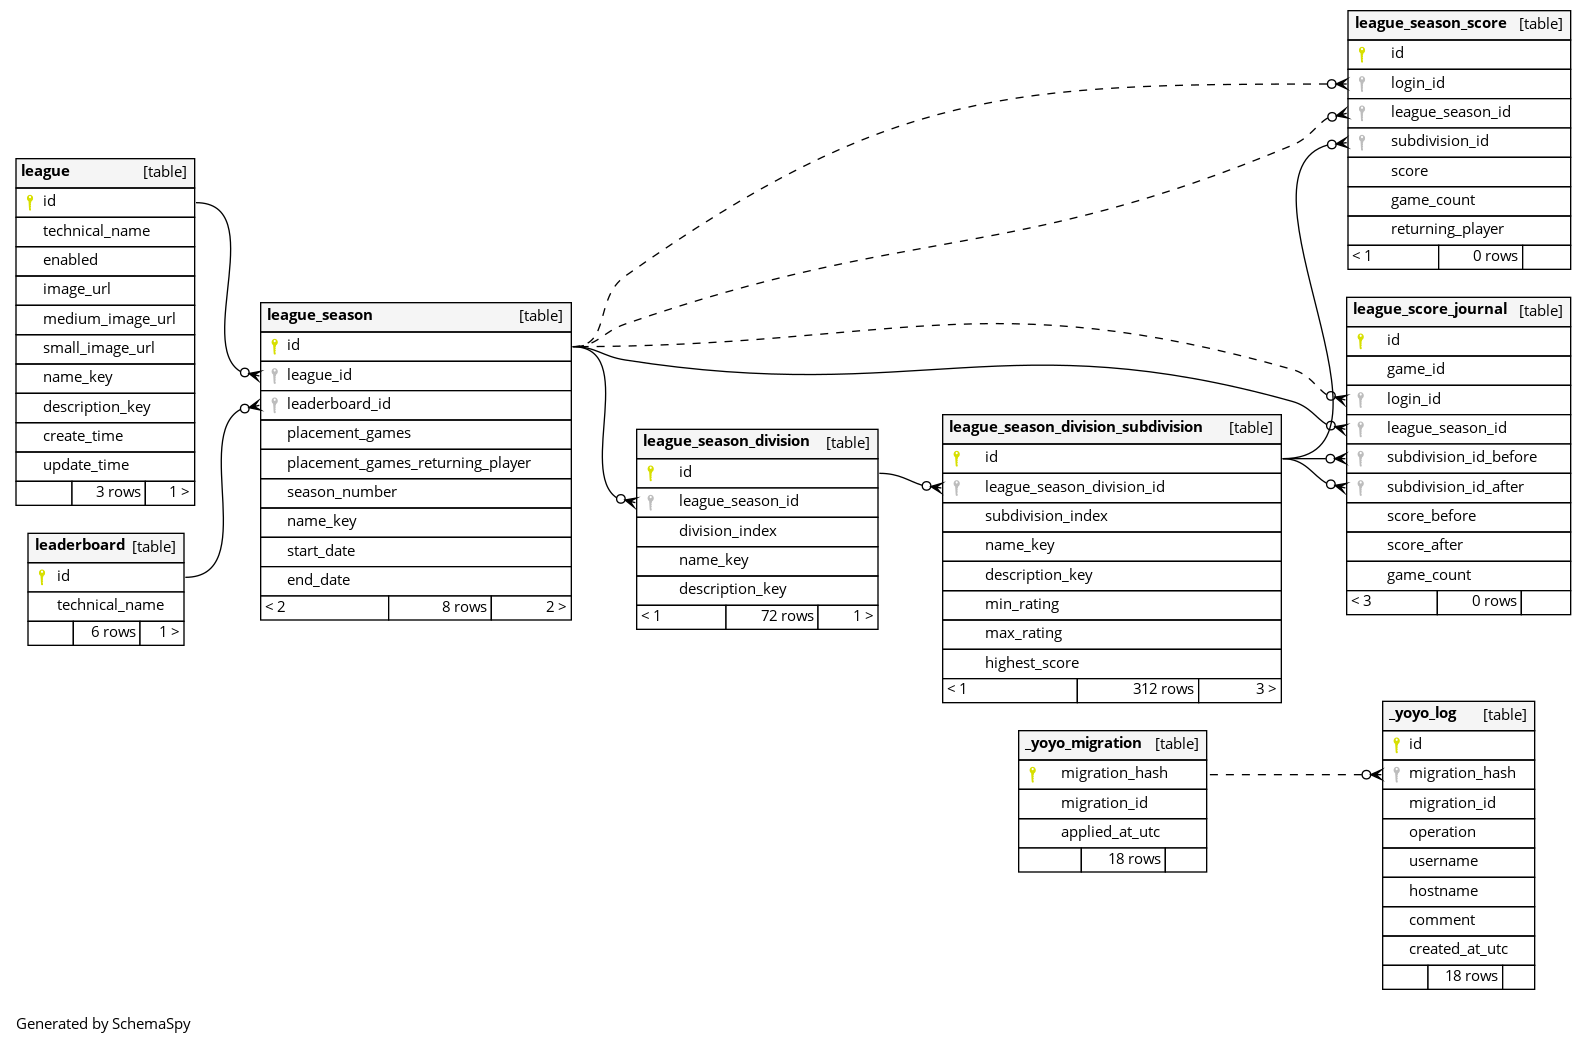 league [table]
id
technical_name
enabled
image_url
medium_image_url
small_image_url
name_key
description_key
create_time
update_time
3 rows 1 >
leaderboard [table]
id
technical_name
6 rows 1 >
league_season [table]
id
league_id
leaderboard_id
placement_games
placement_games_returning_player
season_number
name_key
start_date
end_date
< 2 8 rows 2 >
league_season_division [table]
id
league_season_id
division_index
name_key
description_key
< 1 72 rows 1 >
league_season_division_subdivision [table]
id
league_season_division_id
subdivision_index
name_key
description_key
min_rating
max_rating
highest_score
< 1 312 rows 3 >
league_season_score [table]
id
login_id
league_season_id
subdivision_id
score
game_count
returning_player
< 1 0 rows
league_score_journal [table]
id
game_id
login_id
league_season_id
subdivision_id_before
subdivision_id_after
score_before
score_after
game_count
< 3 0 rows
_yoyo_migration [table]
migration_hash
migration_id
applied_at_utc
18 rows
_yoyo_log [table]
id
migration_hash
migration_id
operation
username
hostname
comment
created_at_utc
18 rows
Generated by SchemaSpy